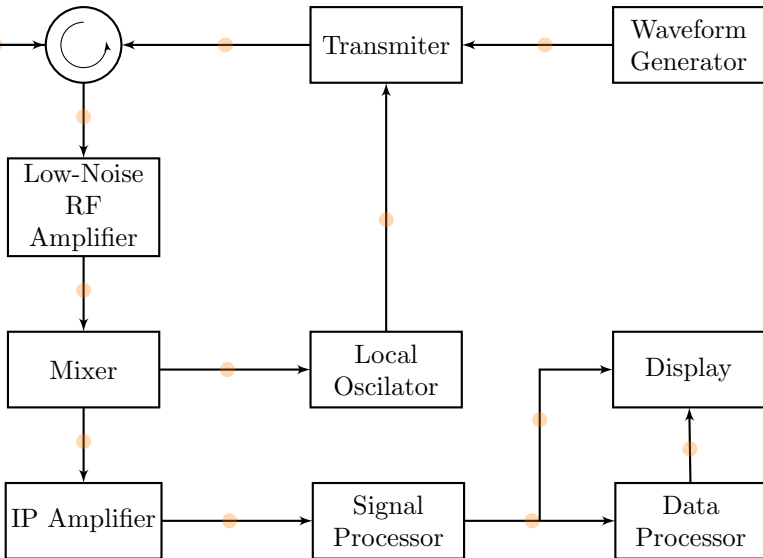 Transmiter
Waveform
Generator
Low-Noise
RF
Amplifier
Mixer
Local
Oscilator
Display
IP Amplifier
Signal
Processor
Data
Processor